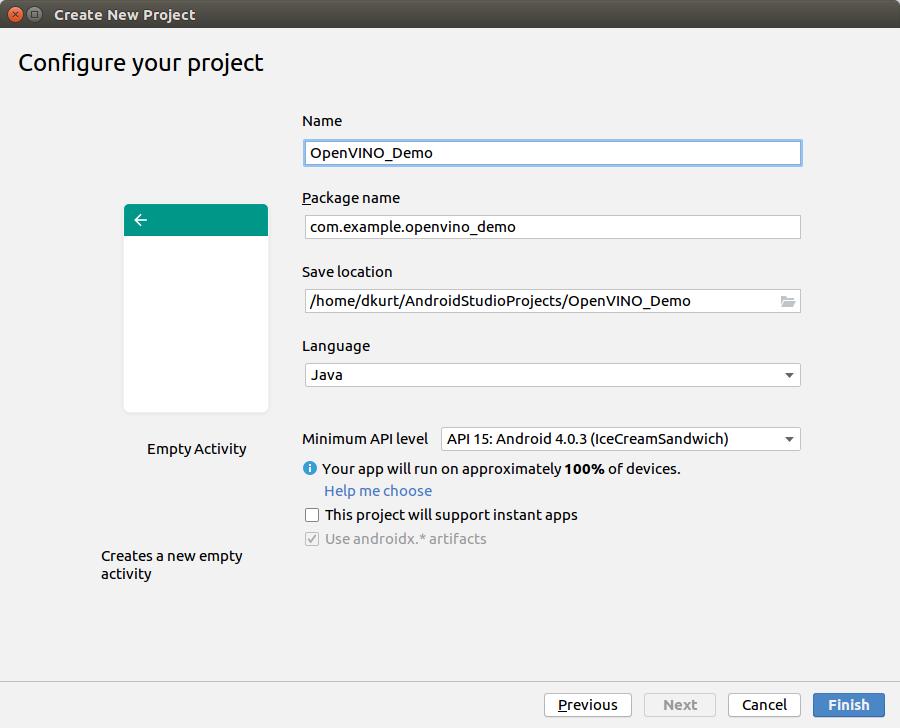 Create New Project
Configure your project
Name
OpenVINO_Demo
Package name
com.example.openvino_demo
Save location
/home/dkurt/AndroidStudioProjects/OpenVINO_Demo
Language
Java
Empty Activity
Minimum API level API 15: Android 4.0.3 (IceCreamSandwich)
Your app will run on approximately 100% of devices.
Help me choose
This project will support instant apps
Use androidx.* artifacts
Creates a new empty
activity
Previous Next Cancel Finish